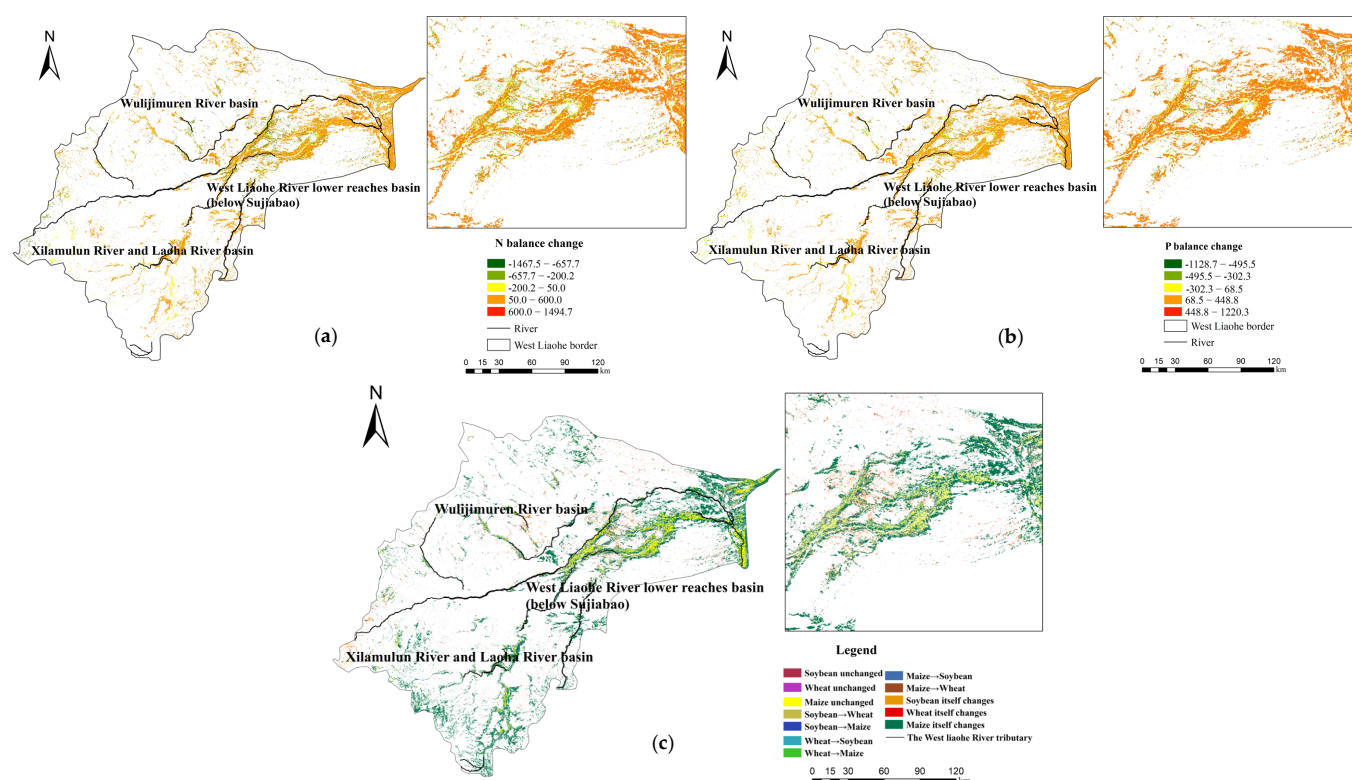 N
Wulijimuren River basin
West Liaohe River lower reaches basin
(below Sujiabao)
Xilamulun River and Laoha River basin
N balance change
-1467.5 – -657.7
-657.7 – -200.2
-200.2 – 50.0
50.0 – 600.0
600.0 – 1494.7
River
West Liaohe border
0 15 30 60 90 120
km
(a)
N
Wulijimuren River basin
West Liaohe River lower reaches basin
(below Sujiabao)
Xilamulun River and Laoha River basin
P balance change
-1128.7 – -495.5
-495.5 – -302.3
-302.3 – 68.5
68.5 – 448.8
448.8 – 1220.3
West Liaohe border
River
0 15 30 60 90 120
km
(b)
N
Wulijimuren River basin
West Liaohe River lower reaches basin
(below Sujiabao)
Xilamulun River and Laoha River basin
Legend
Soybean unchanged
Wheat unchanged
Maize unchanged
Soybean→Wheat
Soybean→Maize
Wheat→Soybean
Wheat→Maize
Maize→Soybean
Maize→Wheat
Soybean itself changes
Wheat itself changes
Maize itself changes
The West liaohe River tributary
0 15 30 60 90 120
km
(c)